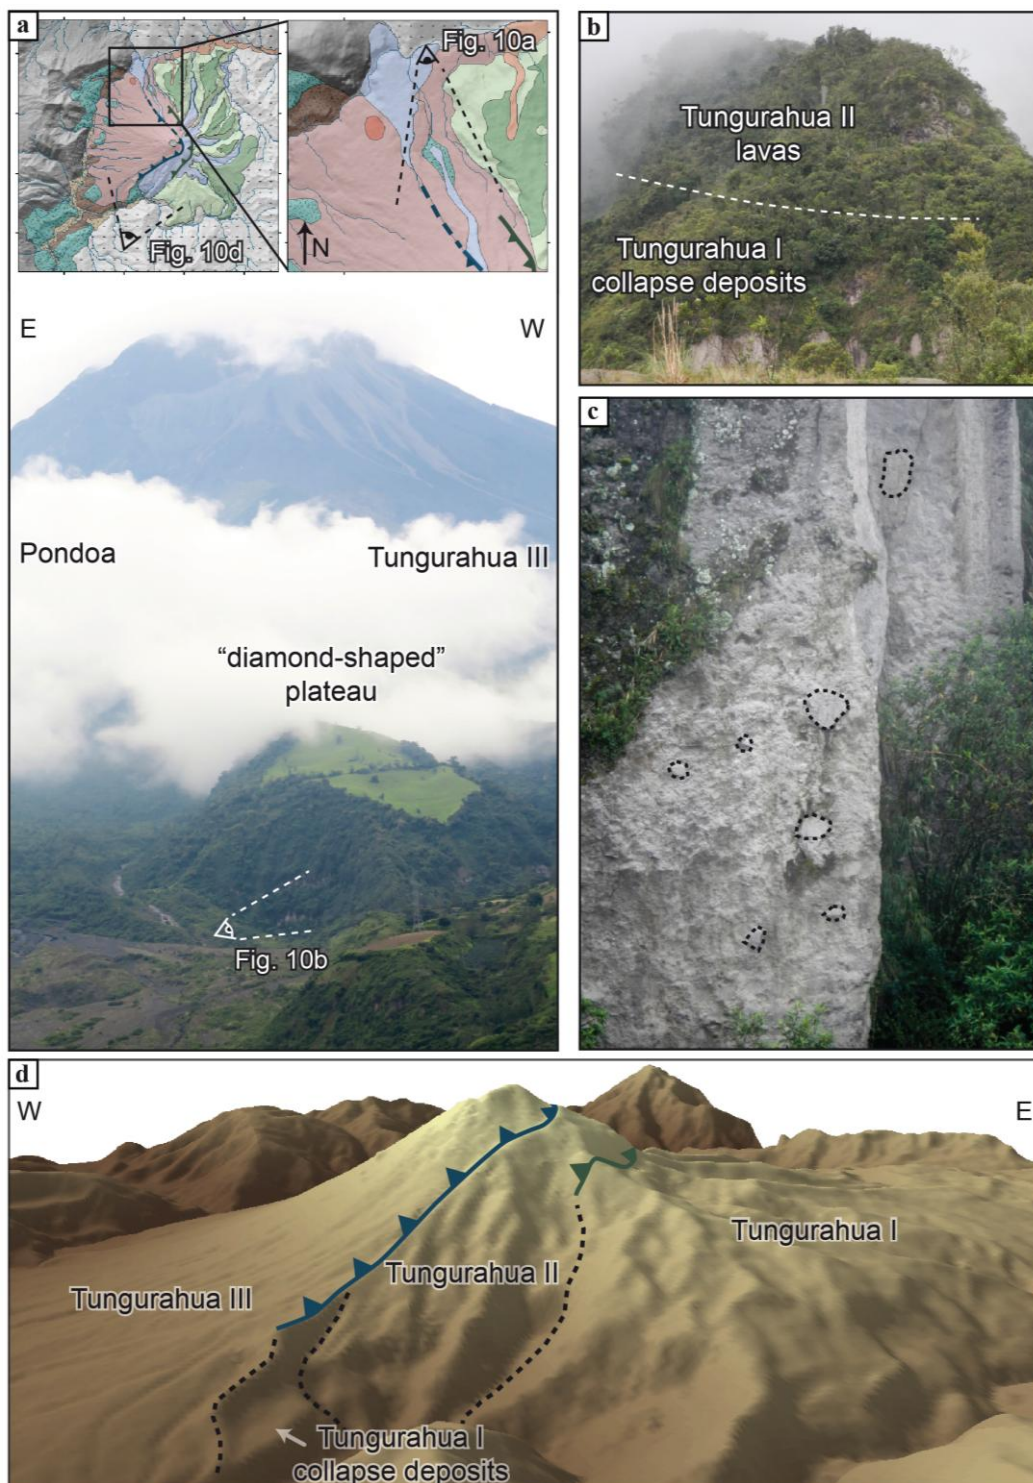 a
Fig. 10a
Fig. 10d
N
E
W
Pondoa
Tungurahua III
“diamond-shaped”
plateau
Fig. 10b
b
Tungurahua II
lavas
Tungurahua I
collapse deposits
c
d
W
E
Tungurahua I
Tungurahua II
Tungurahua III
Tungurahua I
collapse deposits